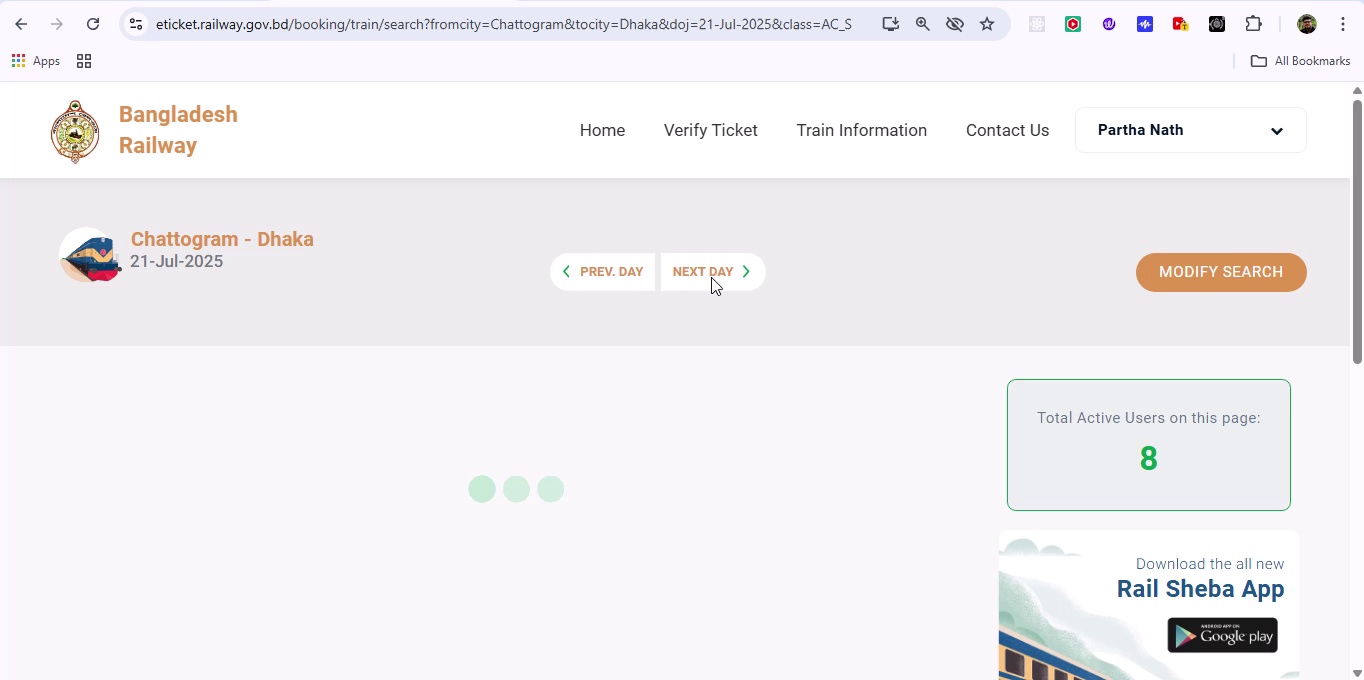 eticket.railway.gov.bd/booking/train/search?fromcity=Chattogram&tocity=Dhaka&doj=21-Jul-2025&class=AC_S
Apps
All Bookmarks
Bangladesh
Railway
Home
Verify Ticket
Train Information
Contact Us
Partha Nath
Chattogram - Dhaka
21-Jul-2025
PREV. DAY
NEXT DAY
MODIFY SEARCH
Total Active Users on this page:
8
Download the all new
Rail Sheba App
ANDROID APP ON
Google play